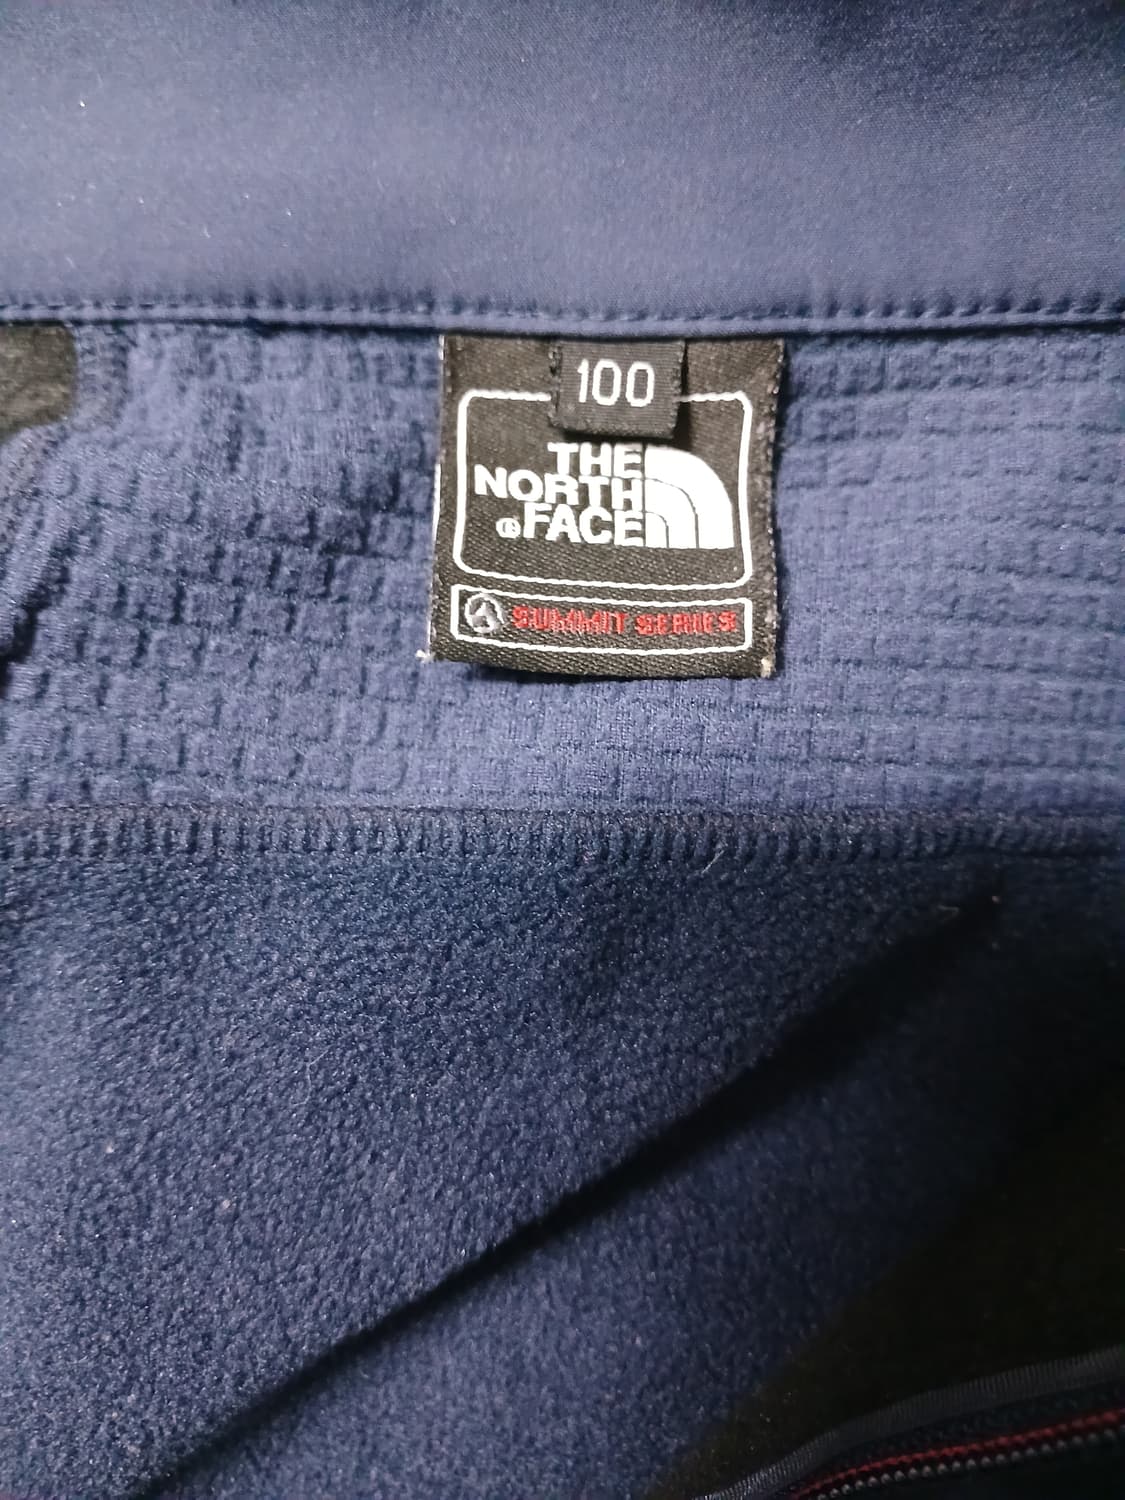 100
THE
NORTH
® FACE
SUMMIT SERIES